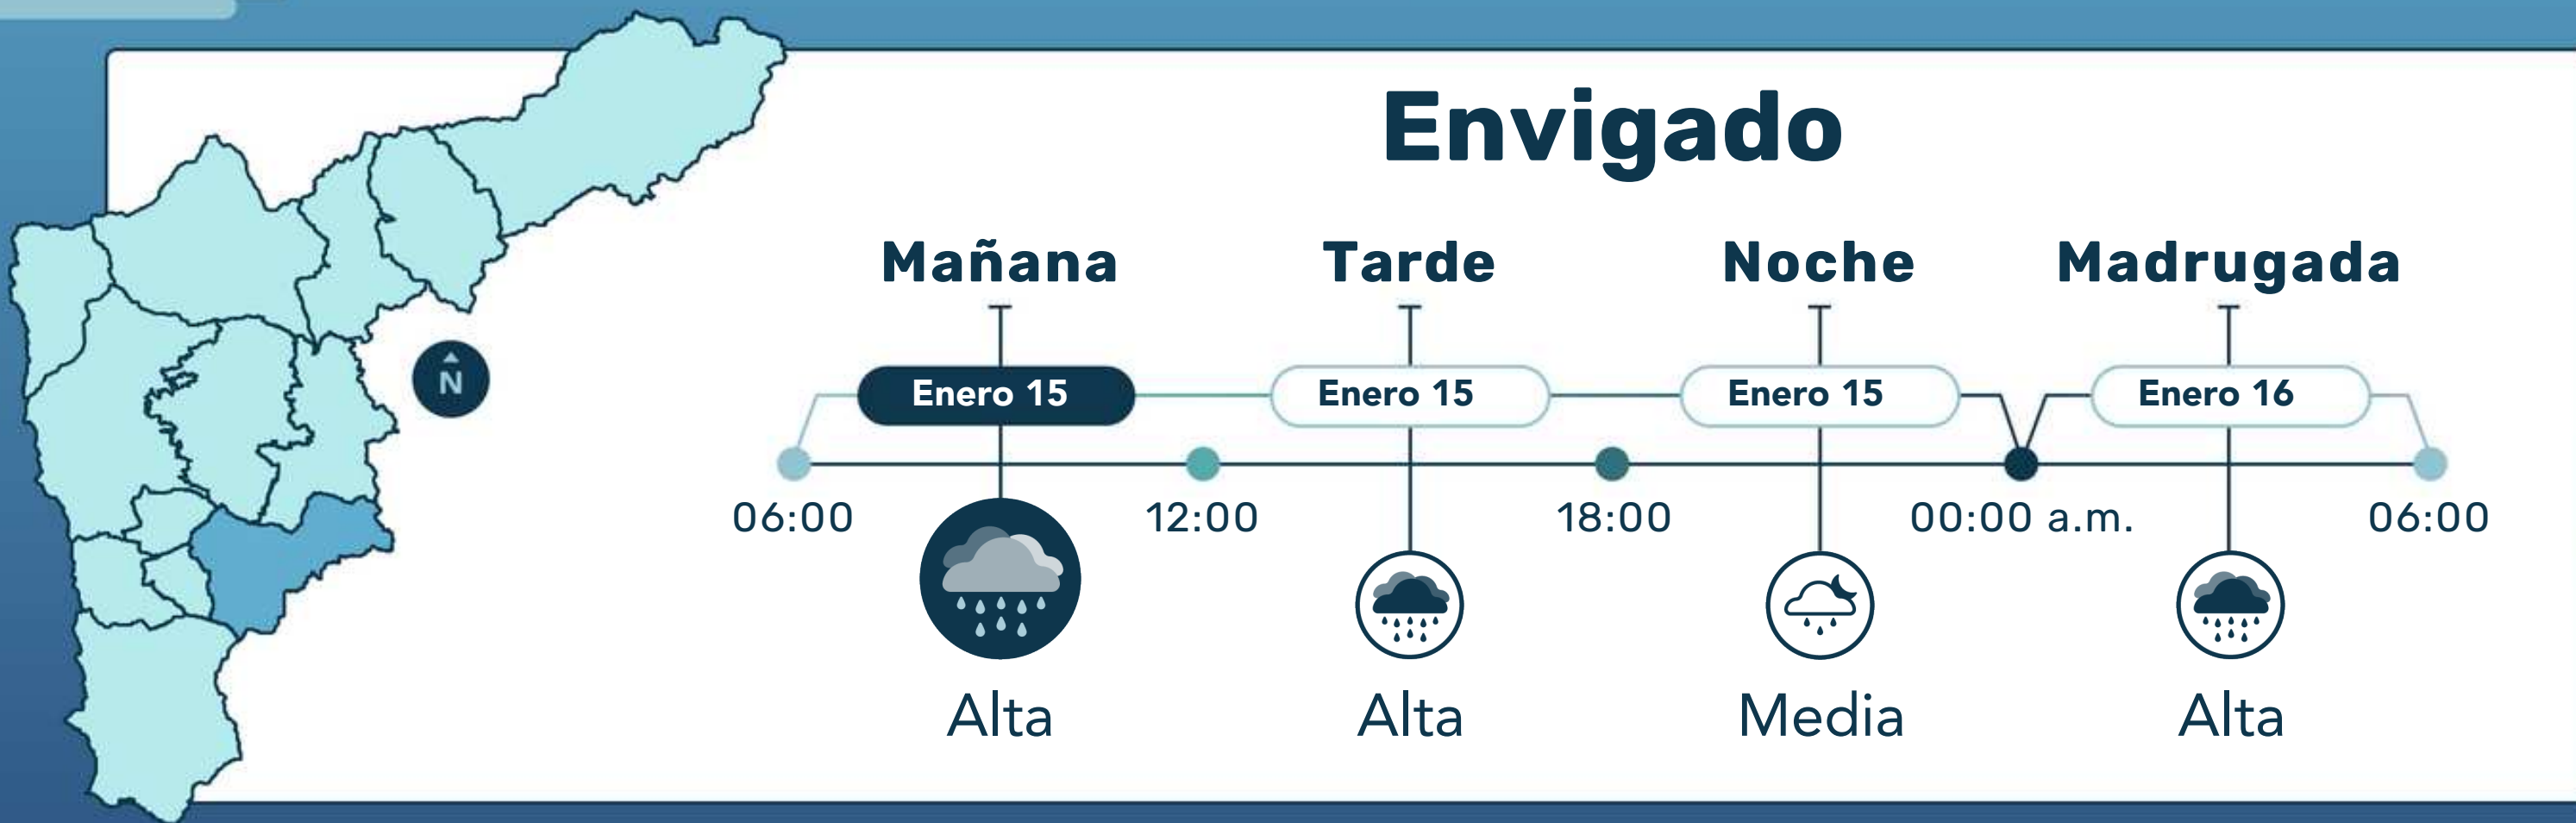 Envigado
Mañana Tarde Noche Madrugada
N
Enero 15 Enero 15 Enero 15 Enero 16
06:00 12:00 18:00 00:00 a.m. 06:00
Alta Alta Media Alta